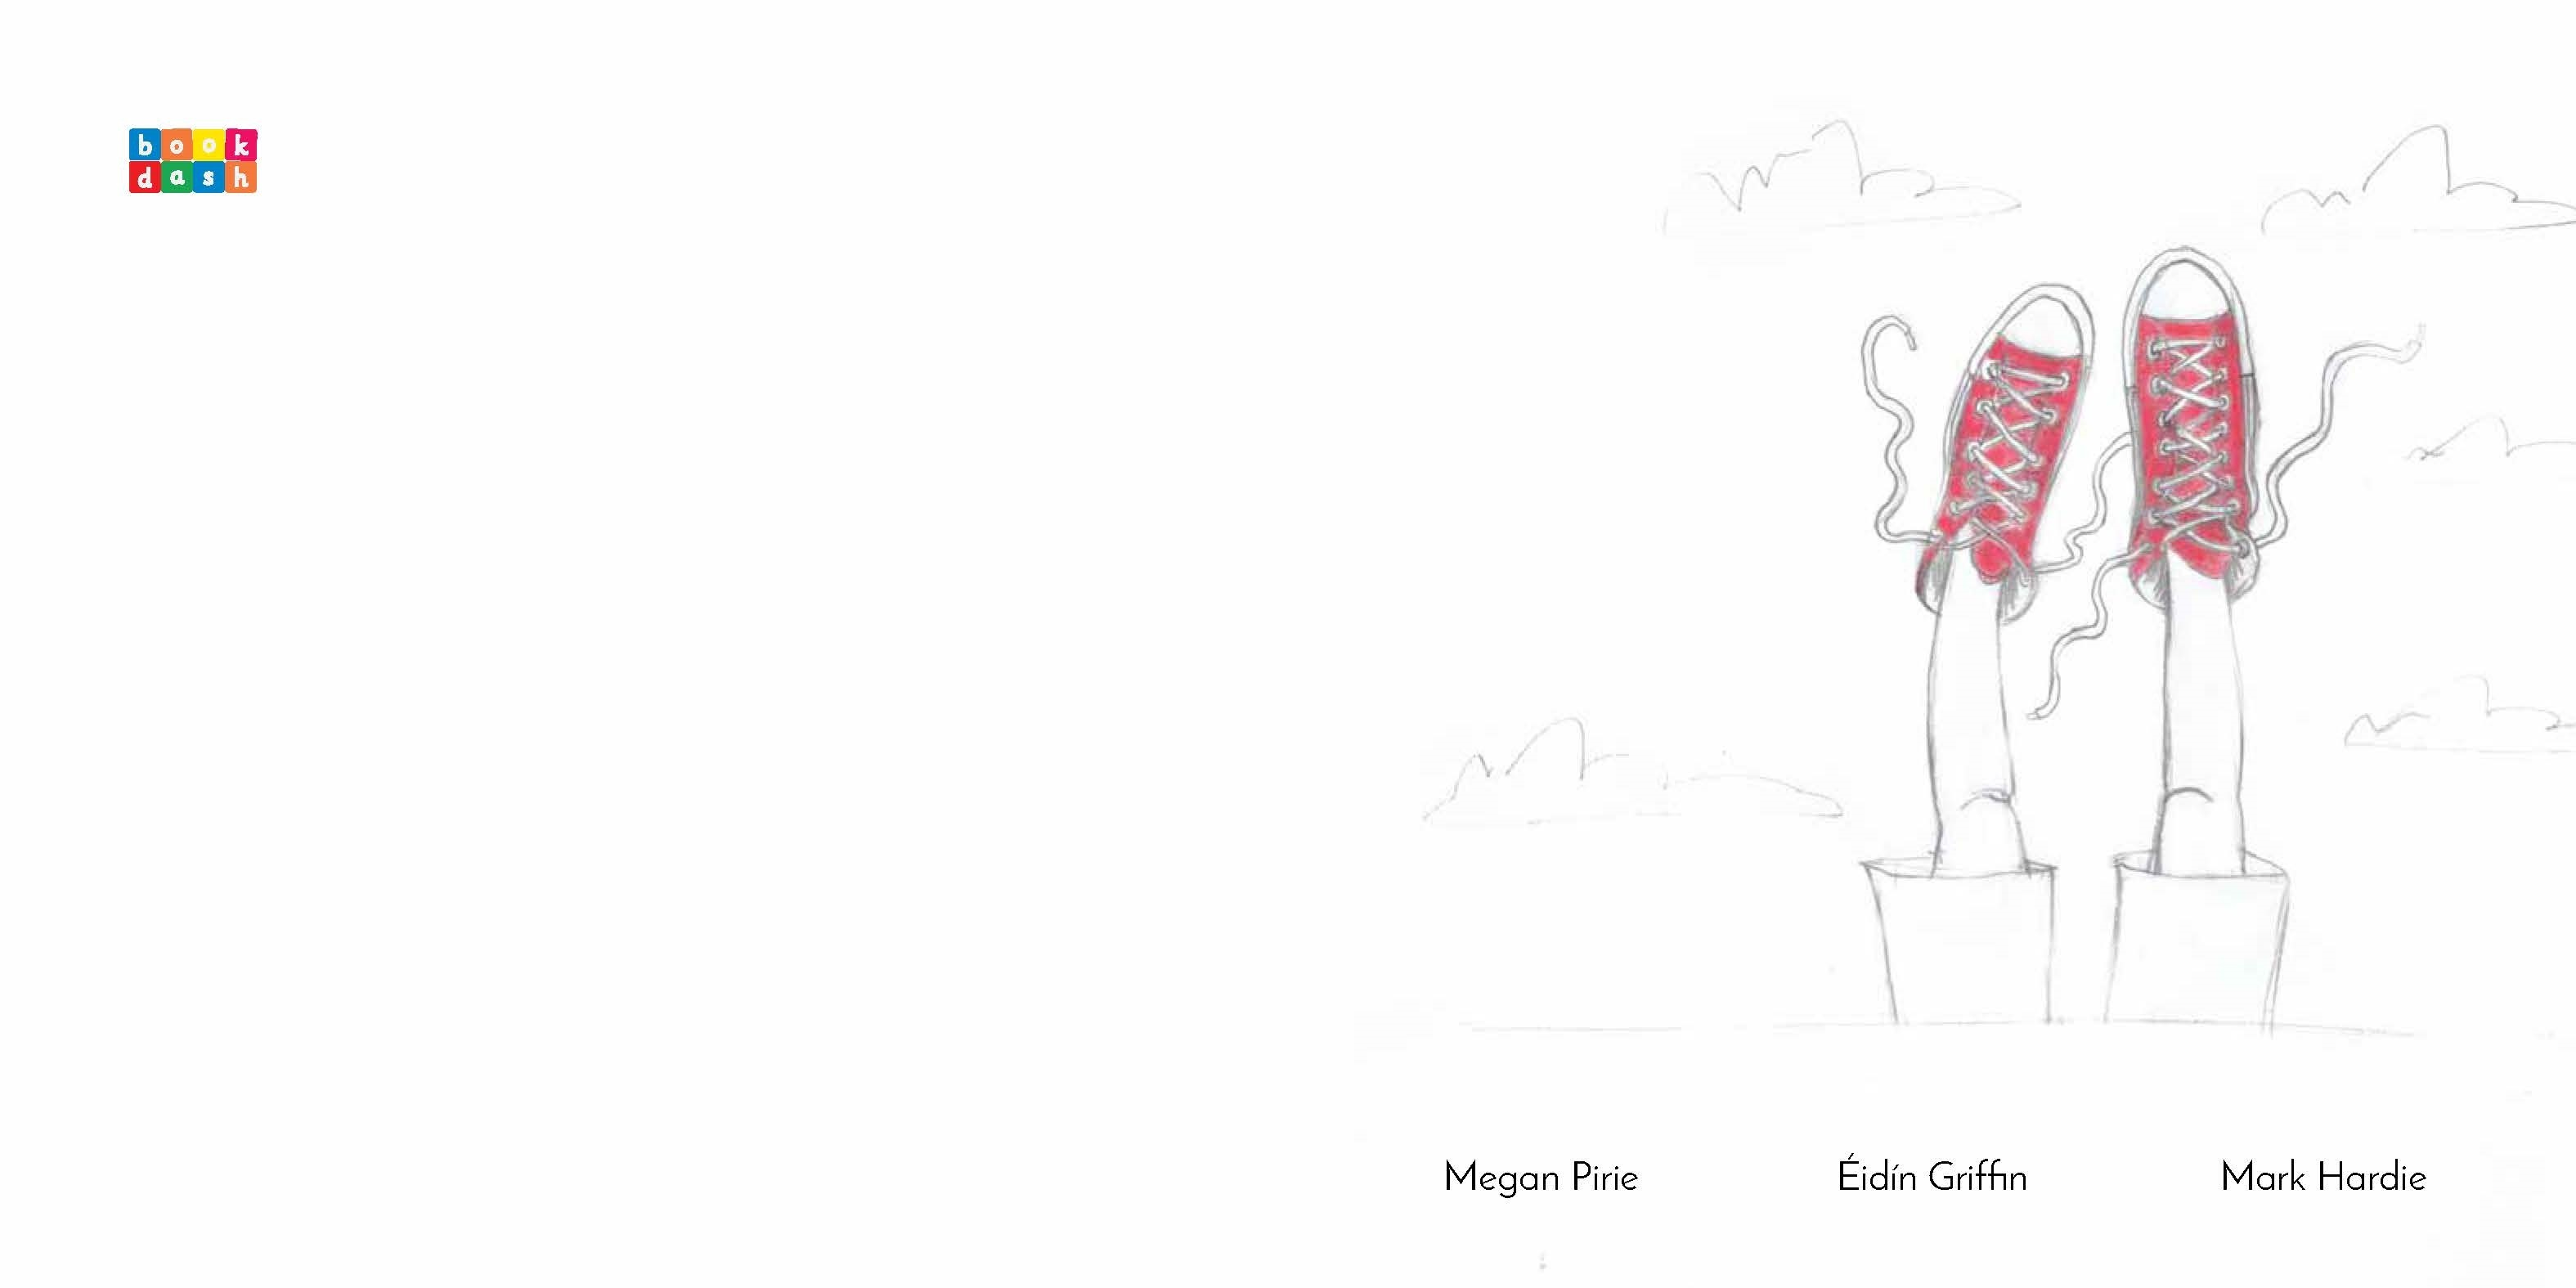 book
dash
Megan Pirie
Éidín Griffin
Mark Hardie